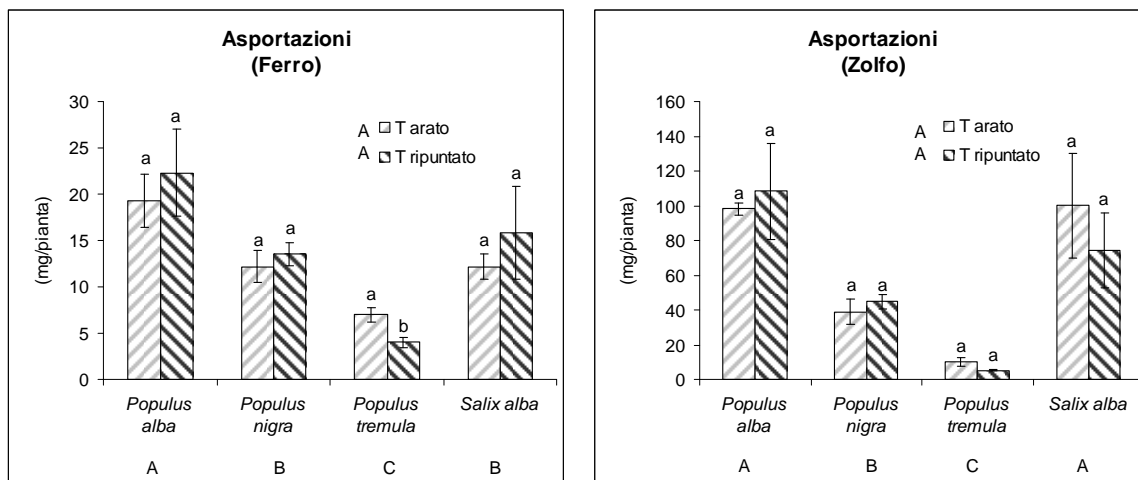 Asportazioni
(Ferro)
30
25
20
15
10
5
0
(mg/pianta)
A T arato
A T ripuntato
a a a a a b a a
Populus alba
Populus nigra
Populus tremula
Salix alba
A B C B
Asportazioni
(Zolfo)
160
140
120
100
80
60
40
20
0
(mg/pianta)
A T arato
A T ripuntato
a a a a a a a a
Populus alba
Populus nigra
Populus tremula
Salix alba
A B C A